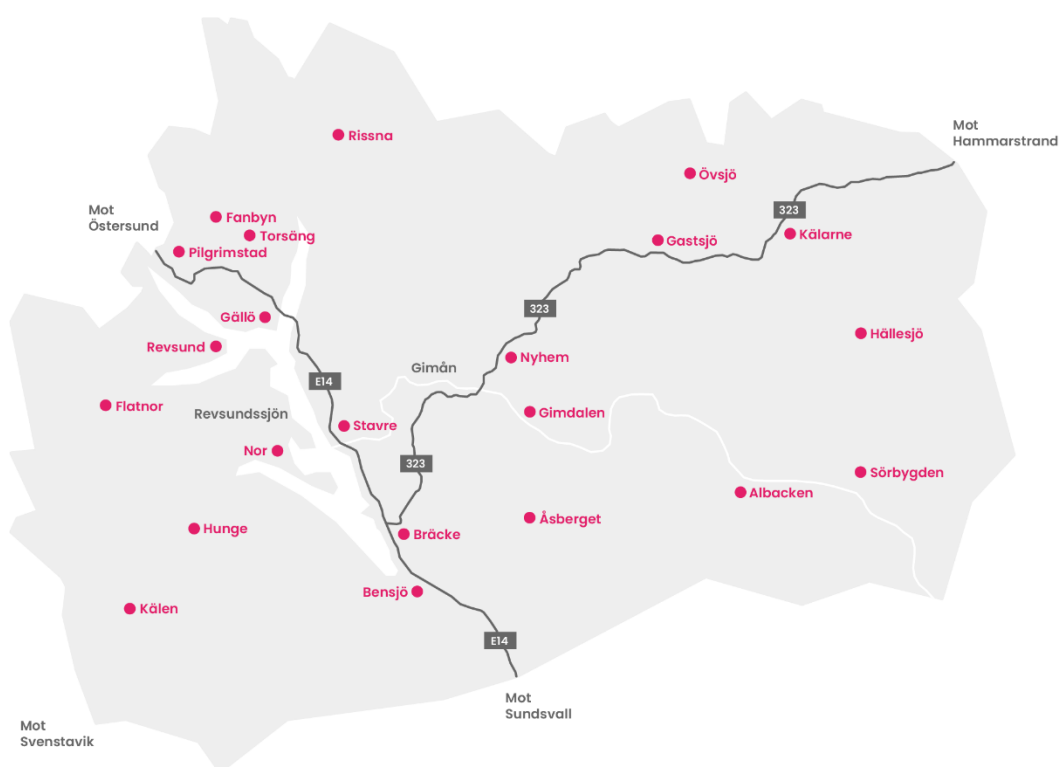 Rissna
Mot
Hammarstrand
Övsjö
Mot
Östersund
Fanbyn
323
Torsäng
Kälarne
Gastsjö
Pilgrimstad
323
Gällö
Hällesjö
Revsund
Nyhem
Gimån
E14
Flatnor
Revsundssjön
Gimdalen
Stavre
Nor
323
Sörbygden
Albacken
Åsberget
Hunge
Bräcke
Bensjö
Kälen
E14
Mot
Sundsvall
Mot
Svenstavik